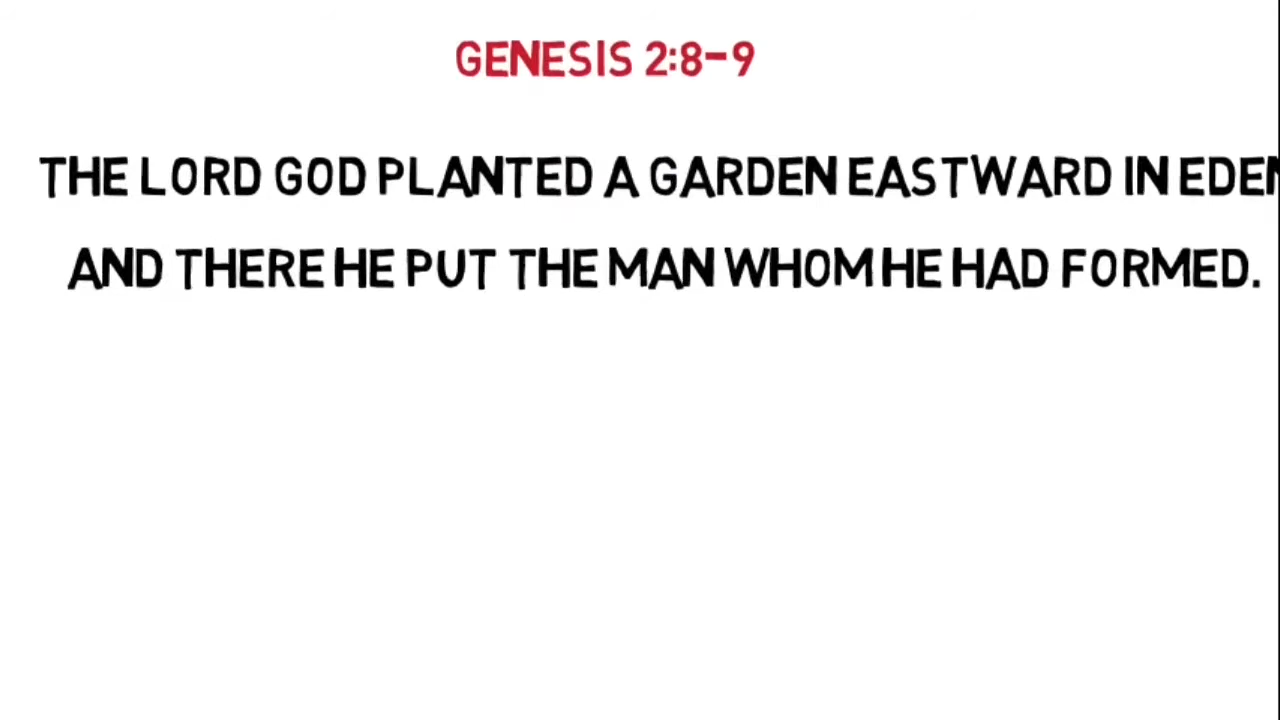 GENESIS 2:8-9
THE LORD GOD PLANTED A GARDEN EASTWARD IN EDEN
AND THERE HE PUT THE MAN WHOM HE HAD FORMED.